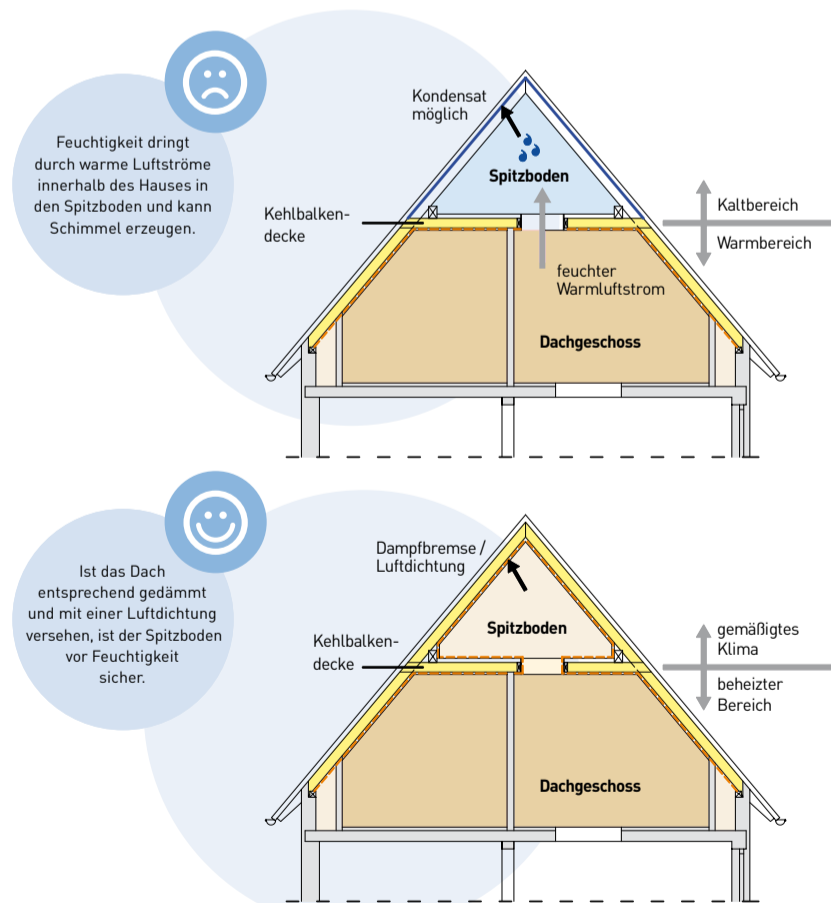 Feuchtigkeit dringt
durch warme Luftströme
innerhalb des Hauses in
den Spitzboden und kann
Schimmel erzeugen.
Kondensat
möglich
Spitzboden
Kehlbalken-
decke
Kaltbereich
Warmbereich
feuchter
Warmluftstrom
Dachgeschoss
Ist das Dach
entsprechend gedämmt
und mit einer Luftdichtung
versehen, ist der Spitzboden
vor Feuchtigkeit
sicher.
Dampfbremse /
Luftdichtung
Spitzboden
Kehlbalken-
decke
gemäßigtes
Klima
beheizter
Bereich
Dachgeschoss